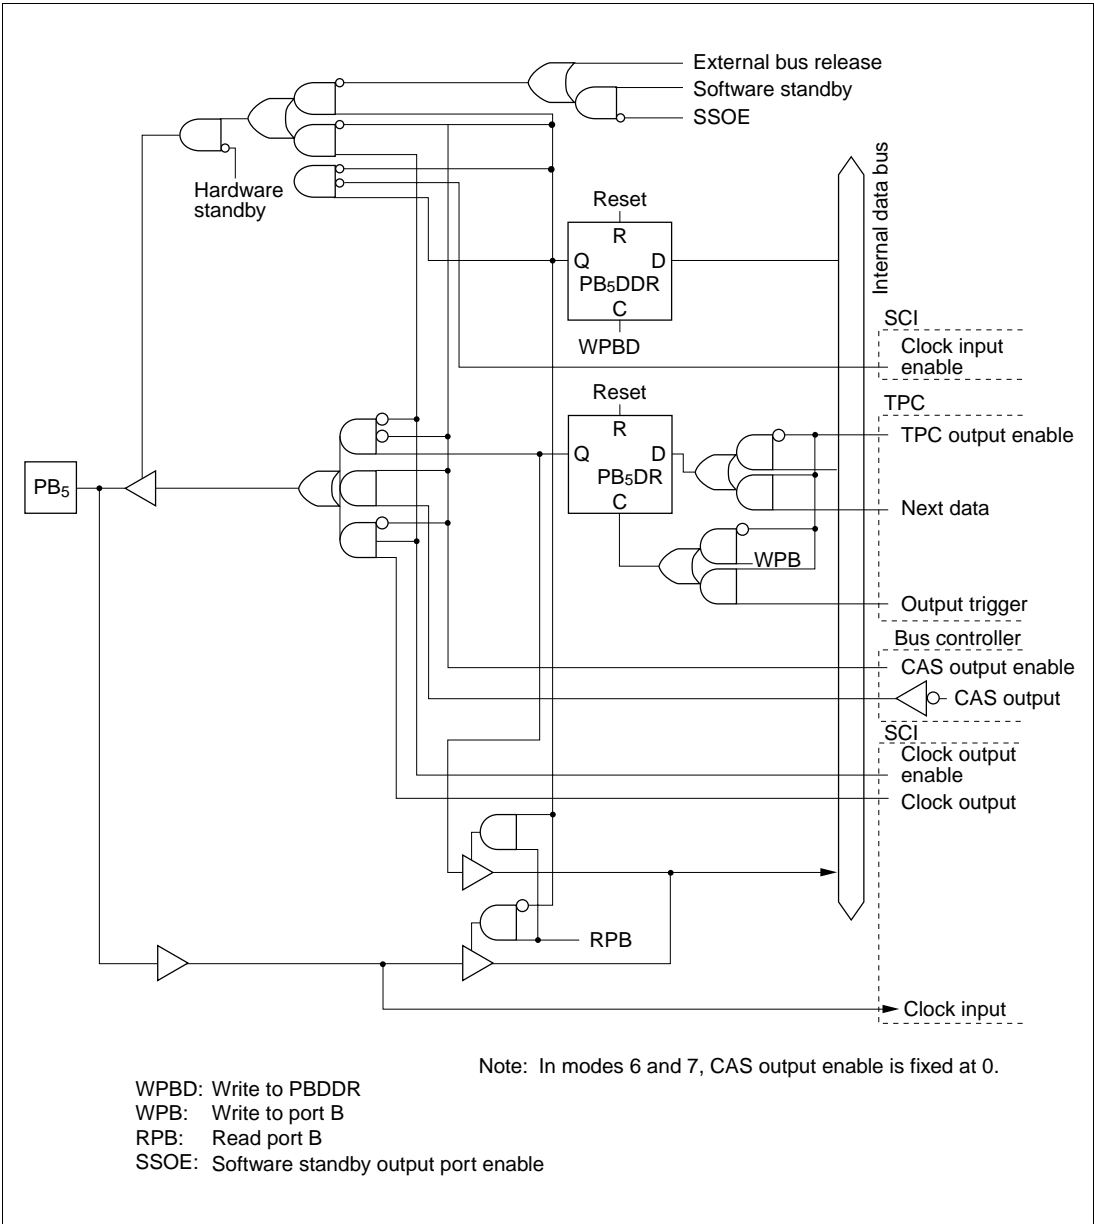 External bus release
Software standby
SSOE
Hardware
standby
Internal data bus
Reset
R
Q D
PB5DDR
C
WPBD
SCI
Clock input
enable
Reset
R
Q D
PB5DR
C
TPC
TPC output enable
Next data
WPB
Output trigger
PB5
Bus controller
CAS output enable
CAS output
SCI
Clock output
enable
Clock output
RPB
Clock input
Note: In modes 6 and 7, CAS output enable is fixed at 0.
WPBD: Write to PBDDR
WPB: Write to port B
RPB: Read port B
SSOE: Software standby output port enable